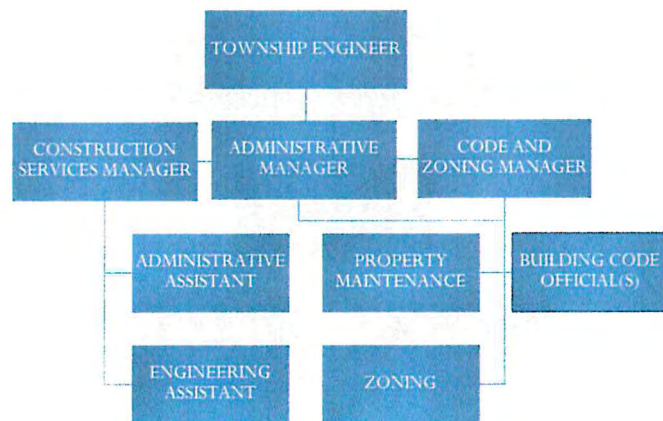 TOWNSHIP ENGINEER
CONSTRUCTION
SERVICES MANAGER
ADMINISTRATIVE
MANAGER
CODE AND
ZONING MANAGER
ADMINISTRATIVE
ASSISTANT
PROPERTY
MAINTENANCE
BUILDING CODE
OFFICIAL(S)
ENGINEERING
ASSISTANT
ZONING